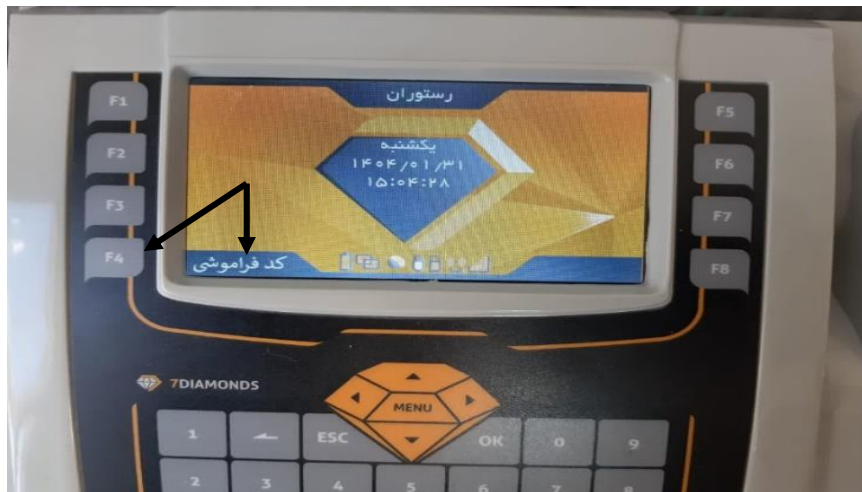 رستوران
یکشنبه
۱۴۰۴/۰۱/۳۱
۱۵:۰۴:۲۸
کد فراموشی
F1
F2
F3
F4
F5
F6
F7
F8
7DIAMONDS
MENU
1
ESC
OK
0
9
2
3
4
5
6
7
8